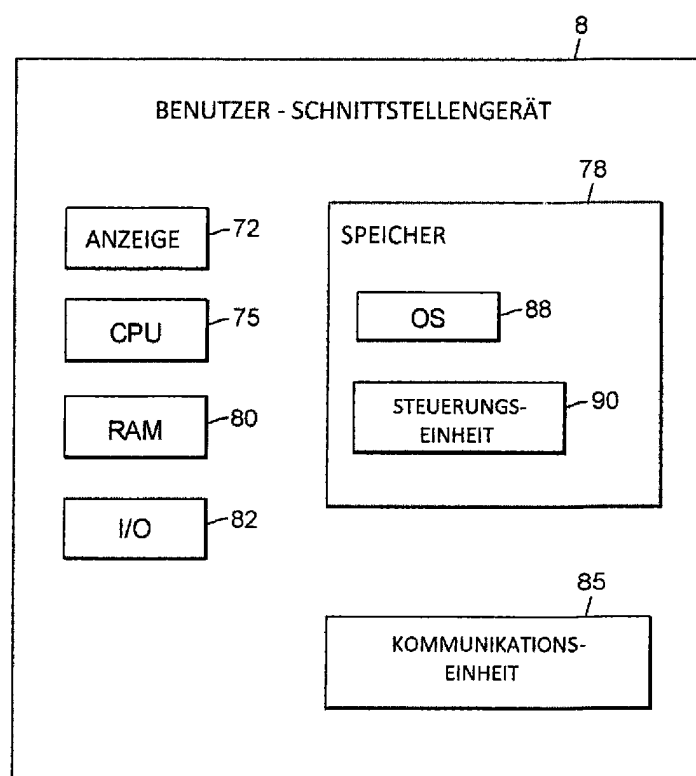 8
BENUTZER - SCHNITTSTELLENGERÄT
ANZEIGE
72
CPU
75
RAM
80
I/O
82
78
SPEICHER
OS
88
STEUERUNGS-
EINHEIT
90
85
KOMMUNIKATIONS-
EINHEIT